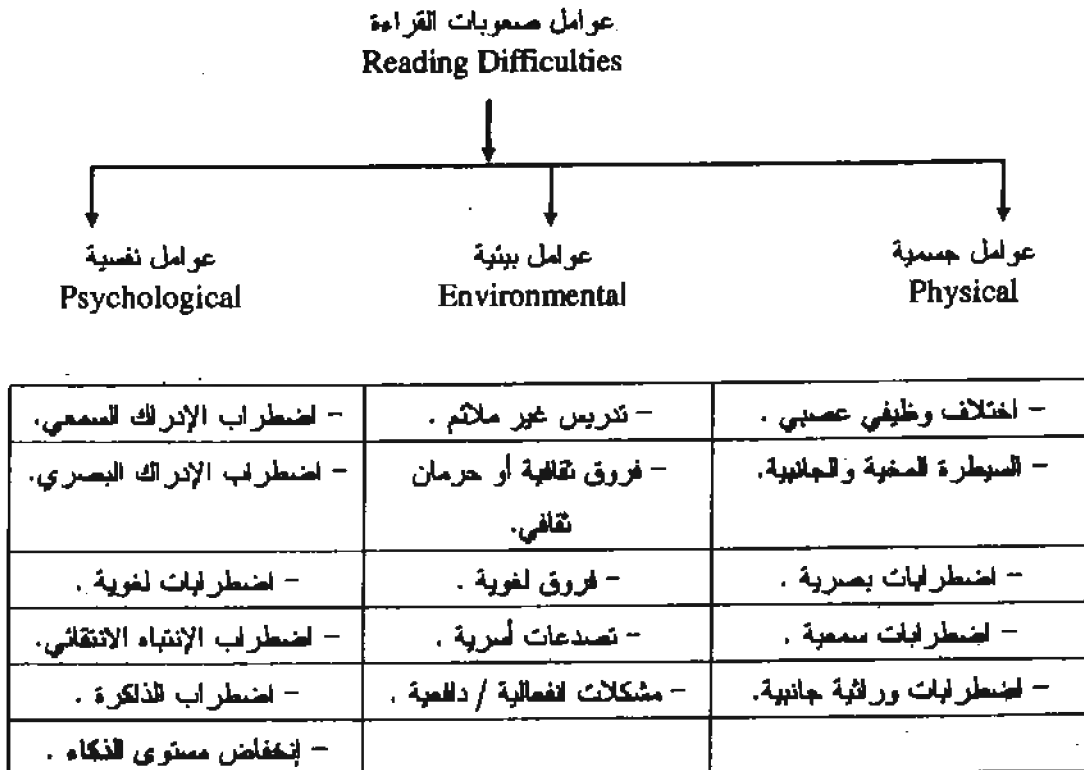 عوامل صعوبات القراءة
Reading Difficulties
عوامل جسمية
Physical
عوامل بيئية
Environmental
عوامل نفسية
Psychological
- اختلاف وظيفي عصبي .
- تدريس غير ملائم .
- اضطراب الإدراك السمعي.
- السيطرة المخية والجانبية.
- فروق ثقافية أو حرمان
ثقافي.
- اضطراب الإدراك البصري.
- اضطرابات بصرية .
- فروق لغوية .
- اضطرابات لغوية .
- اضطرابات سمعية .
- تصدعات أسرية .
- اضطراب الإنتباه الانتقائي.
- اضطرابات وراثية جانبية.
- مشكلات انفعالية / دافعية .
- اضطراب الذاكرة .
- إنخفاض مستوى الذكاء .